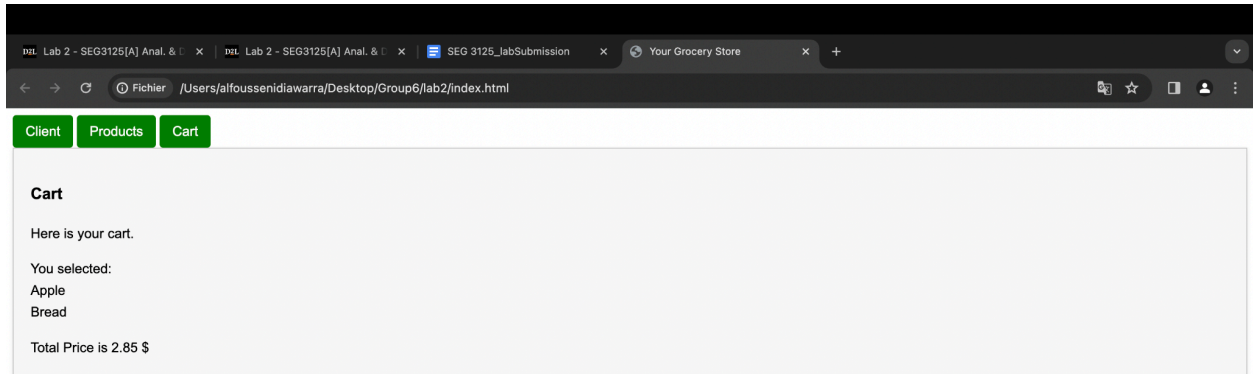 D2L Lab 2 - SEG3125[A] Anal. & D
D2L Lab 2 - SEG3125[A] Anal. & D
SEG 3125_labSubmission
Your Grocery Store
Fichier /Users/alfoussenidiawarra/Desktop/Group6/lab2/index.html
Client Products Cart
Cart
Here is your cart.
You selected:
Apple
Bread
Total Price is 2.85 $